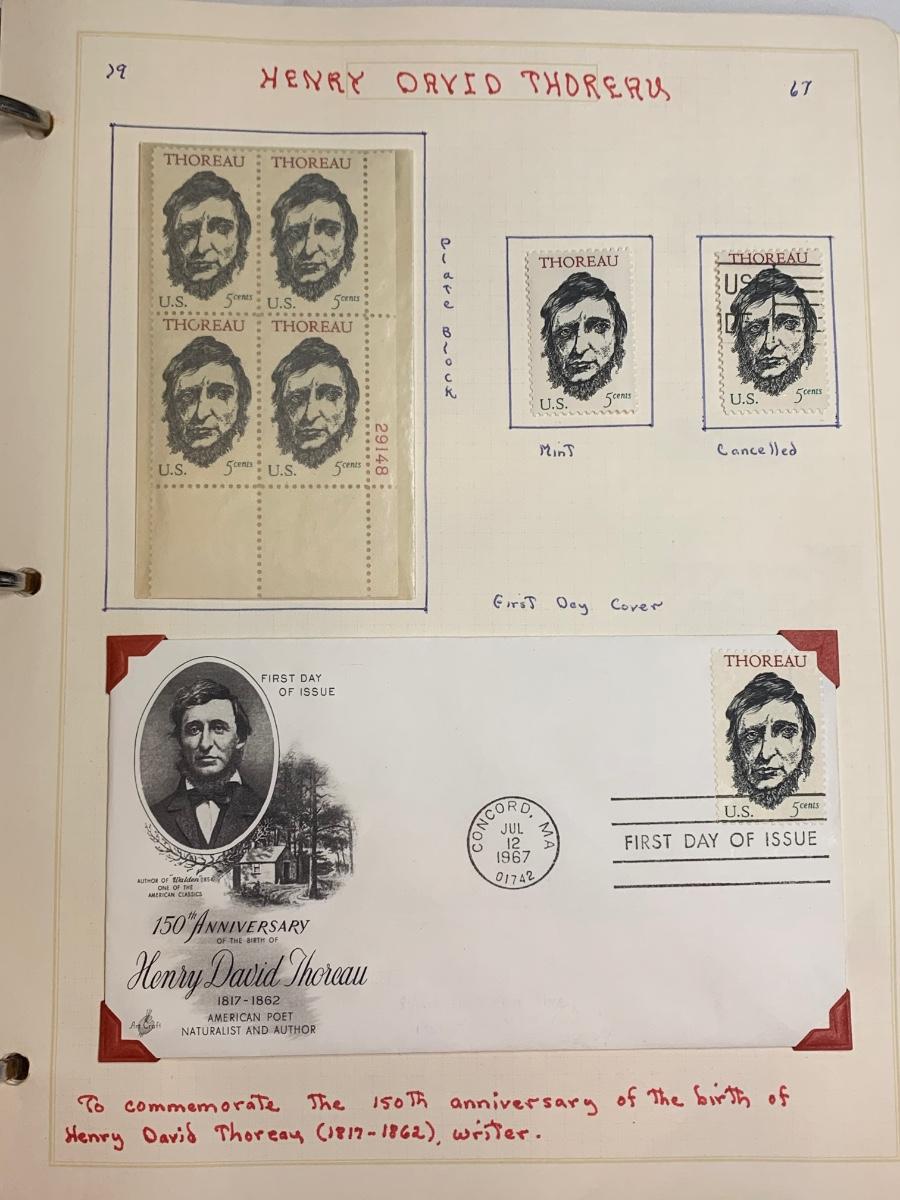 29
HENRY DAVID THOREAU
67
THOREAU
U.S. 5 cents
THOREAU
U.S. 5 cents
THOREAU
U.S. 5 cents
THOREAU
U.S. 5 cents
29148
Plate Block
THOREAU
U.S. 5 cents
Mint
THOREAU
US
U.S. 5 cents
Cancelled
First Day Cover
FIRST DAY
OF ISSUE
AUTHOR OF "Walden" 1854
ONE OF THE
AMERICAN CLASSICS
150th ANNIVERSARY
OF THE BIRTH OF
Henry David Thoreau
1817-1862
AMERICAN POET
NATURALIST AND AUTHOR
Art Craft
CONCORD, MA
JUL
12
1967
01742
THOREAU
U.S. 5 cents
FIRST DAY OF ISSUE
To commemorate the 150th anniversary of the birth of
Henry David Thoreau (1817-1862), writer.